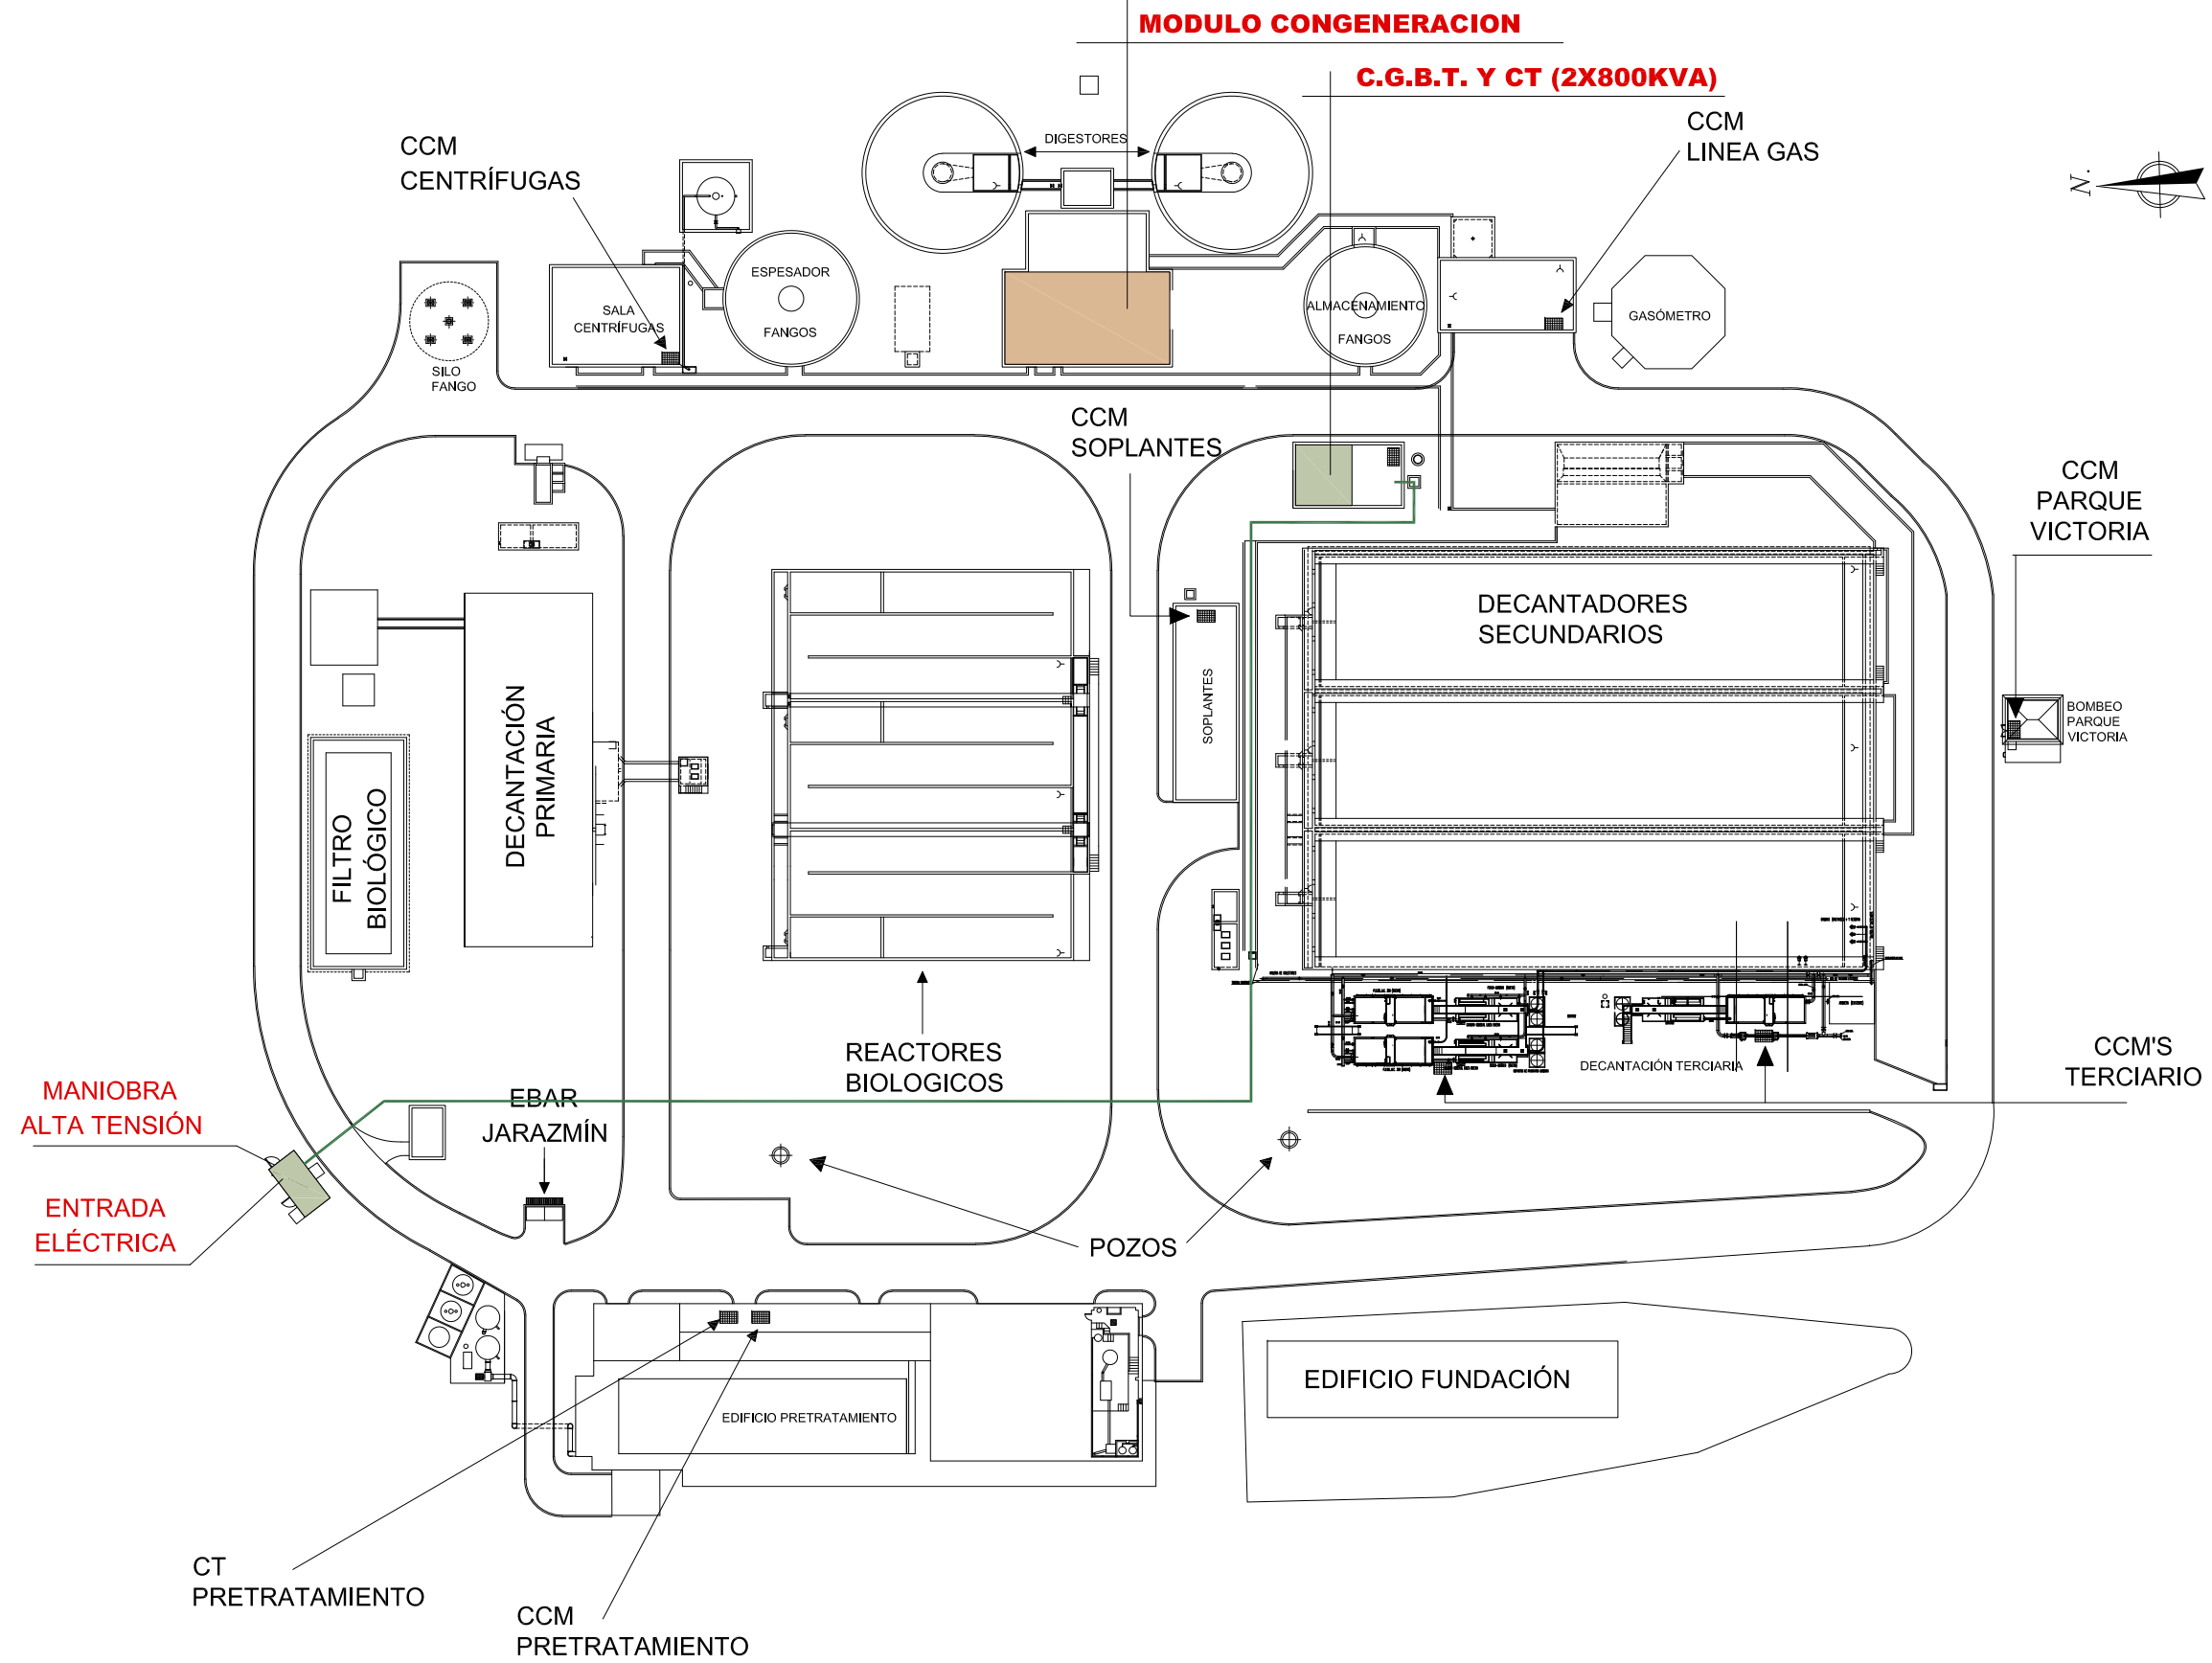 MODULO CONGENERACION
C.G.B.T. Y CT (2X800KVA)
CCM
LINEA GAS
CCM
CENTRÍFUGAS
DIGESTORES
N.
ESPESADOR
FANGOS
SALA
CENTRÍFUGAS
ALMACENAMIENTO
FANGOS
GASÓMETRO
SILO
FANGO
CCM
SOPLANTES
CCM
PARQUE
VICTORIA
DECANTADORES
SECUNDARIOS
SOPLANTES
BOMBEO
PARQUE
VICTORIA
DECANTACIÓN
PRIMARIA
FILTRO
BIOLÓGICO
REACTORES
BIOLOGICOS
DECANTACIÓN TERCIARIA
CCM'S
TERCIARIO
MANIOBRA
ALTA TENSIÓN
EBAR
JARAZMÍN
ENTRADA
ELÉCTRICA
POZOS
EDIFICIO FUNDACIÓN
EDIFICIO PRETRATAMIENTO
CT
PRETRATAMIENTO
CCM
PRETRATAMIENTO